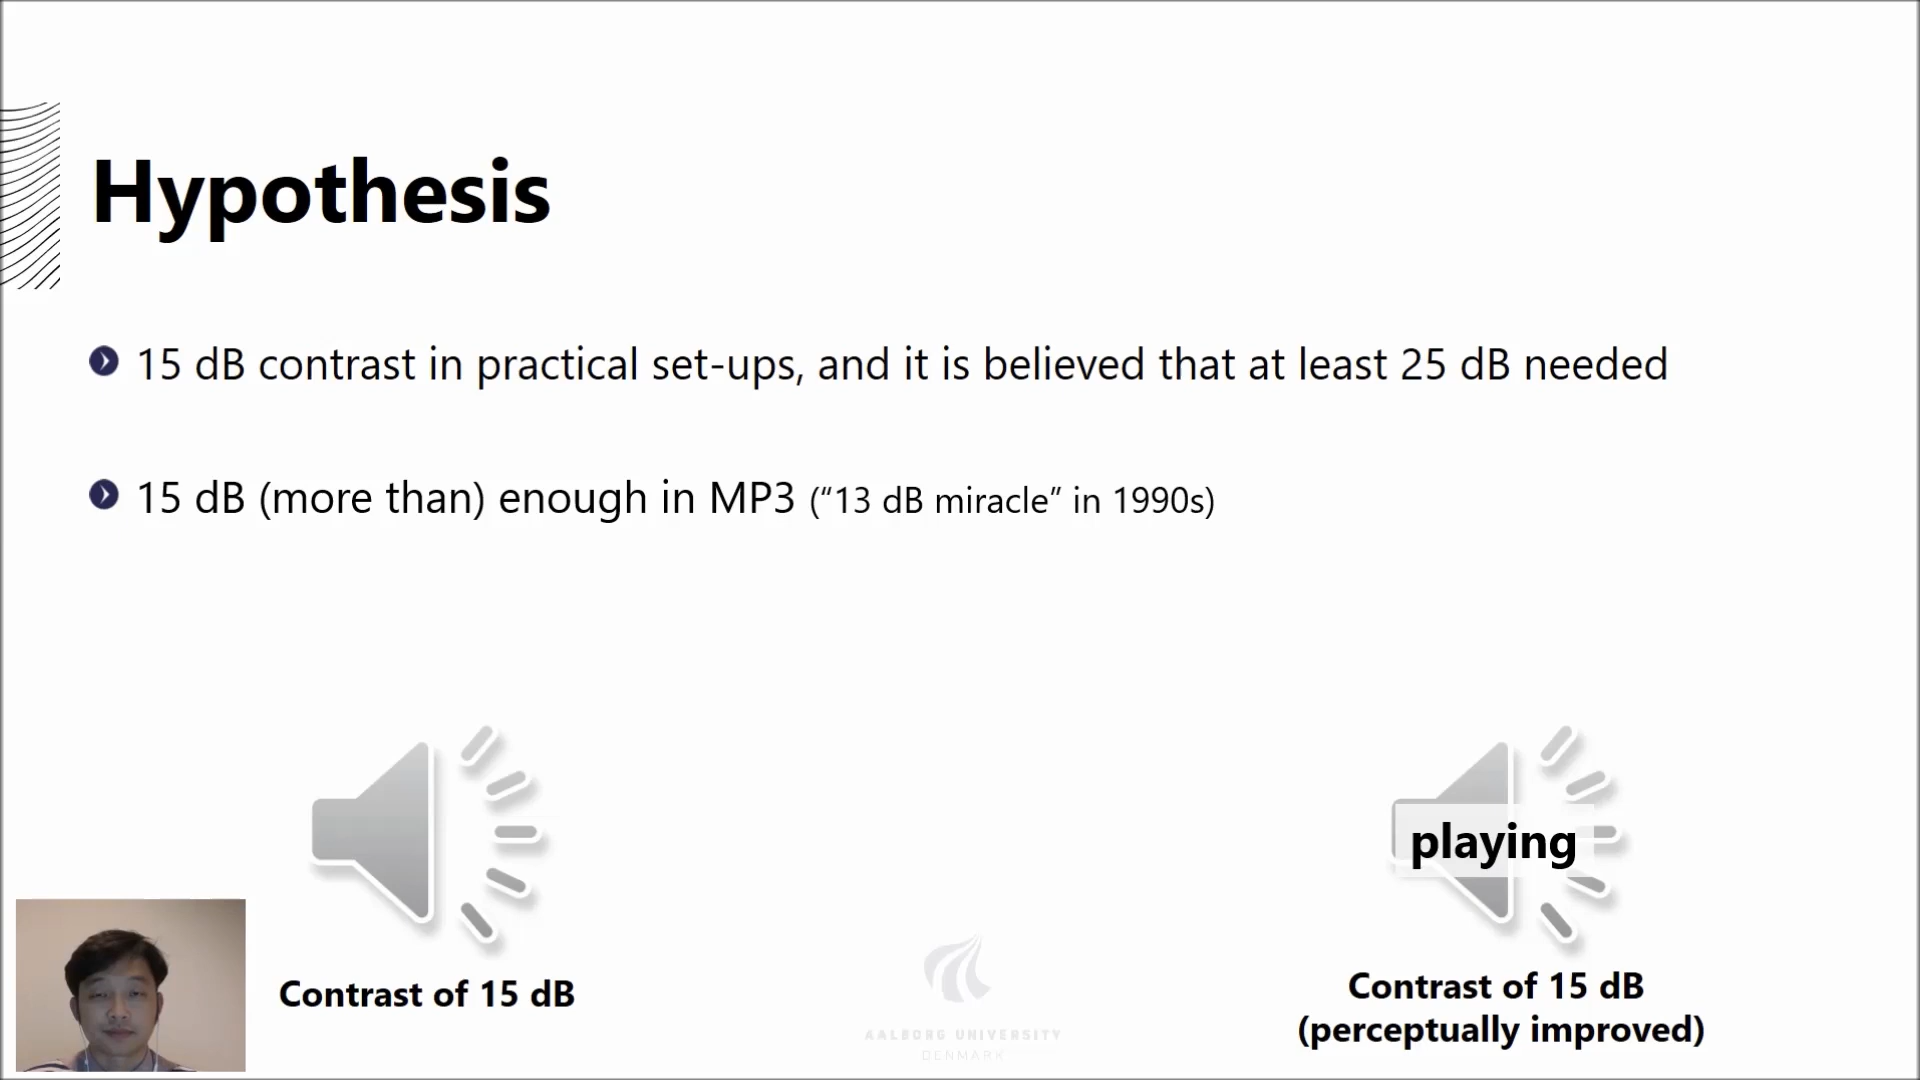 Hypothesis
15 dB contrast in practical set-ups, and it is believed that at least 25 dB needed
15 dB (more than) enough in MP3 (“13 dB miracle” in 1990s)
playing
Contrast of 15 dB
Contrast of 15 dB
(perceptually improved)
AALBORG UNIVERSITY
DENMARK